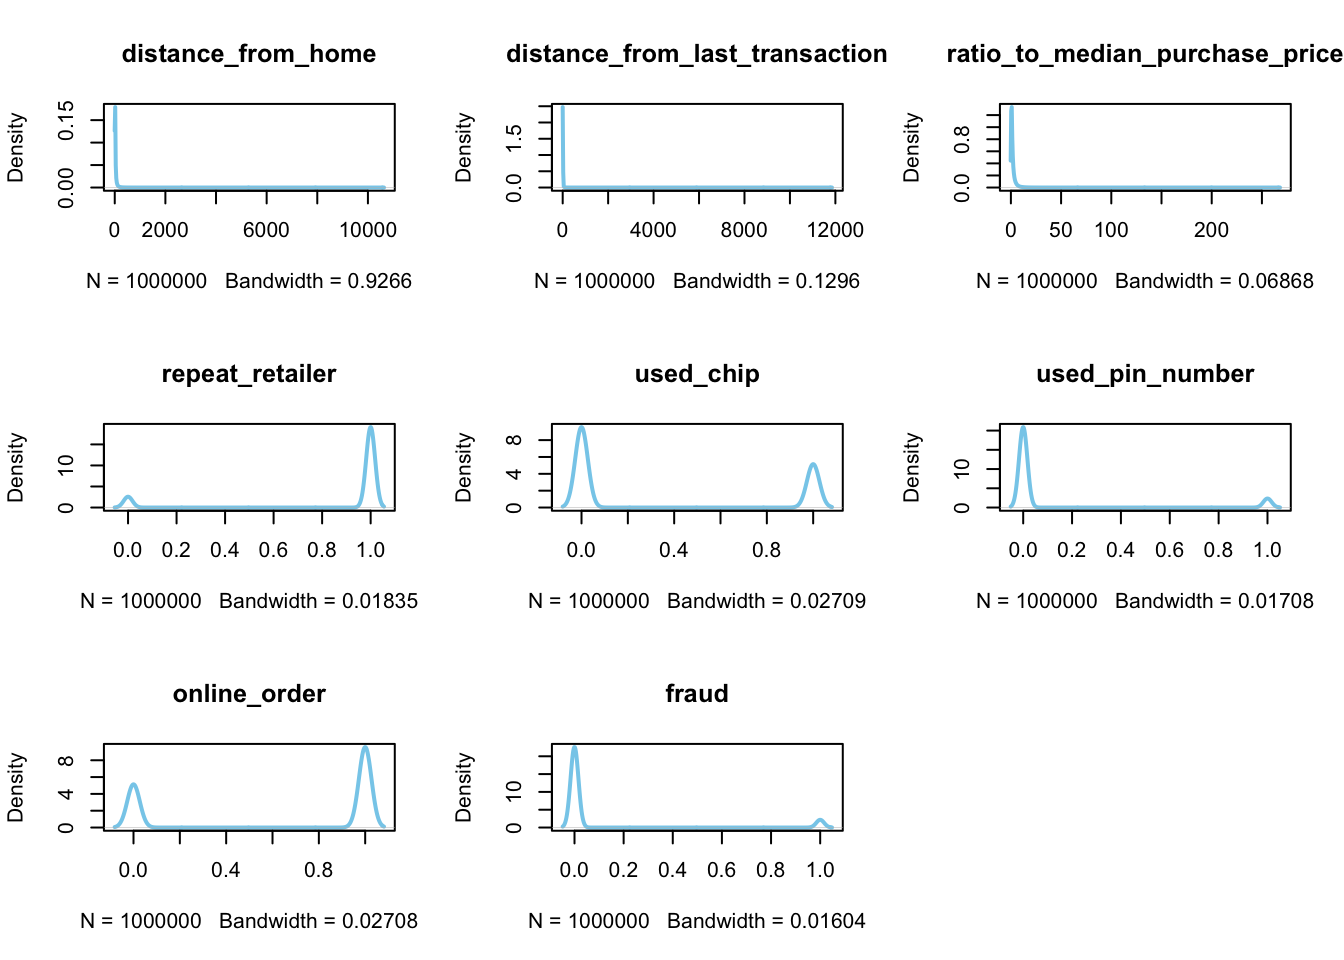 distance_from_home
Density
0.00 0.15
0 2000 6000 10000
N = 1000000 Bandwidth = 0.9266
distance_from_last_transaction
Density
0.0 1.5
0 4000 8000 12000
N = 1000000 Bandwidth = 0.1296
ratio_to_median_purchase_price
Density
0.0 0.8
0 50 100 200
N = 1000000 Bandwidth = 0.06868
repeat_retailer
Density
0 10
0.0 0.2 0.4 0.6 0.8 1.0
N = 1000000 Bandwidth = 0.01835
used_chip
Density
0 4 8
0.0 0.4 0.8
N = 1000000 Bandwidth = 0.02709
used_pin_number
Density
0 10
0.0 0.2 0.4 0.6 0.8 1.0
N = 1000000 Bandwidth = 0.01708
online_order
Density
0 4 8
0.0 0.4 0.8
N = 1000000 Bandwidth = 0.02708
fraud
Density
0 10
0.0 0.2 0.4 0.6 0.8 1.0
N = 1000000 Bandwidth = 0.01604